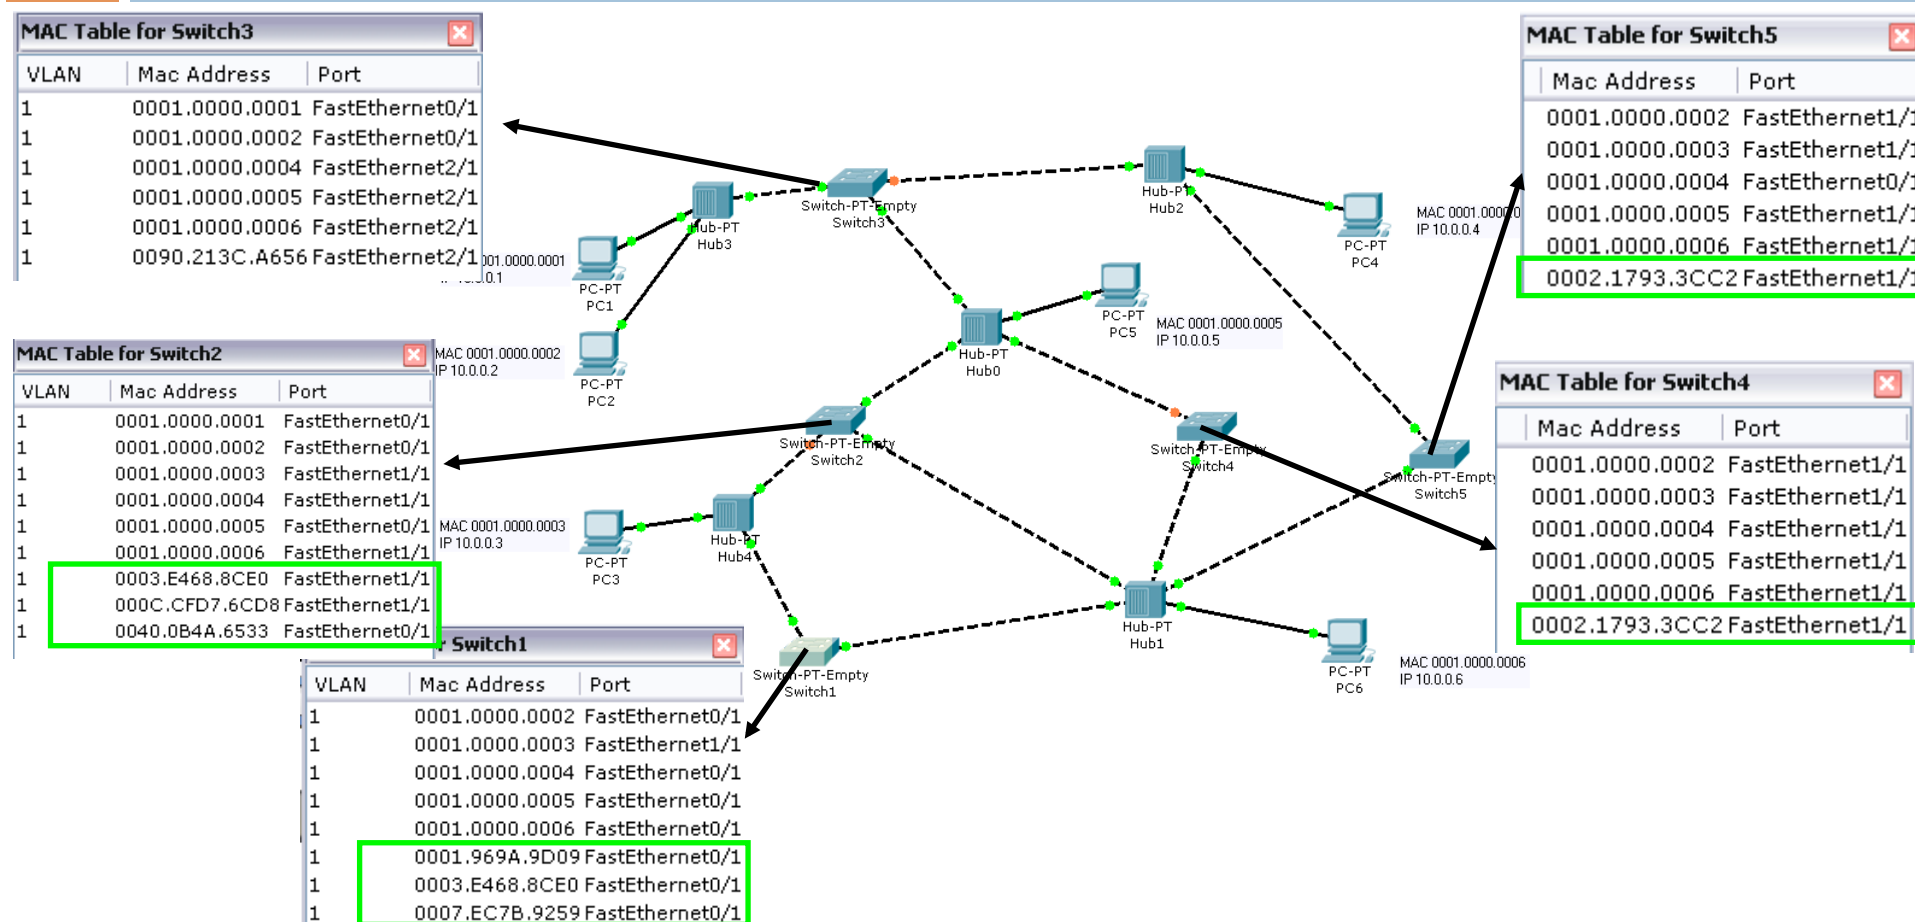 MAC Table for Switch3
VLAN Mac Address Port
1 0001.0000.0001 FastEthernet0/1
1 0001.0000.0002 FastEthernet0/1
1 0001.0000.0004 FastEthernet2/1
1 0001.0000.0005 FastEthernet2/1
1 0001.0000.0006 FastEthernet2/1
1 0090.213C.A656 FastEthernet2/1
MAC Table for Switch5
Mac Address Port
0001.0000.0002 FastEthernet1/1
0001.0000.0003 FastEthernet1/1
0001.0000.0004 FastEthernet0/1
0001.0000.0005 FastEthernet1/1
0001.0000.0006 FastEthernet1/1
0002.1793.3CC2 FastEthernet1/1
Switch-PT-Empty
Switch3
Hub-PT
Hub2
Hub-PT
Hub3
001.0000.0001
PC-PT
PC1
MAC 0001.0000.0
IP 10.0.0.4
PC-PT
PC4
PC-PT
PC5
MAC 0001.0000.0005
IP 10.0.0.5
Hub-PT
Hub0
MAC 0001.0000.0002
IP 10.0.0.2
PC-PT
PC2
MAC Table for Switch2
VLAN Mac Address Port
1 0001.0000.0001 FastEthernet0/1
1 0001.0000.0002 FastEthernet0/1
1 0001.0000.0003 FastEthernet1/1
1 0001.0000.0004 FastEthernet1/1
1 0001.0000.0005 FastEthernet0/1
1 0001.0000.0006 FastEthernet1/1
1 0003.E468.8CE0 FastEthernet1/1
1 000C.CFD7.6CD8 FastEthernet1/1
1 0040.0B4A.6533 FastEthernet0/1
Switch-PT-Empty
Switch2
Switch-PT-Empty
Switch4
Switch-PT-Empty
Switch5
MAC Table for Switch4
Mac Address Port
0001.0000.0002 FastEthernet1/1
0001.0000.0003 FastEthernet1/1
0001.0000.0004 FastEthernet1/1
0001.0000.0005 FastEthernet1/1
0001.0000.0006 FastEthernet1/1
0002.1793.3CC2 FastEthernet1/1
MAC 0001.0000.0003
IP 10.0.0.3
PC-PT
PC3
Hub-PT
Hub4
Hub-PT
Hub1
Switch-PT-Empty
Switch1
PC-PT
PC6
MAC 0001.0000.0006
IP 10.0.0.6
r Switch1
VLAN Mac Address Port
1 0001.0000.0002 FastEthernet0/1
1 0001.0000.0003 FastEthernet1/1
1 0001.0000.0004 FastEthernet0/1
1 0001.0000.0005 FastEthernet0/1
1 0001.0000.0006 FastEthernet0/1
1 0001.969A.9D09 FastEthernet0/1
1 0003.E468.8CE0 FastEthernet0/1
1 0007.EC7B.9259 FastEthernet0/1